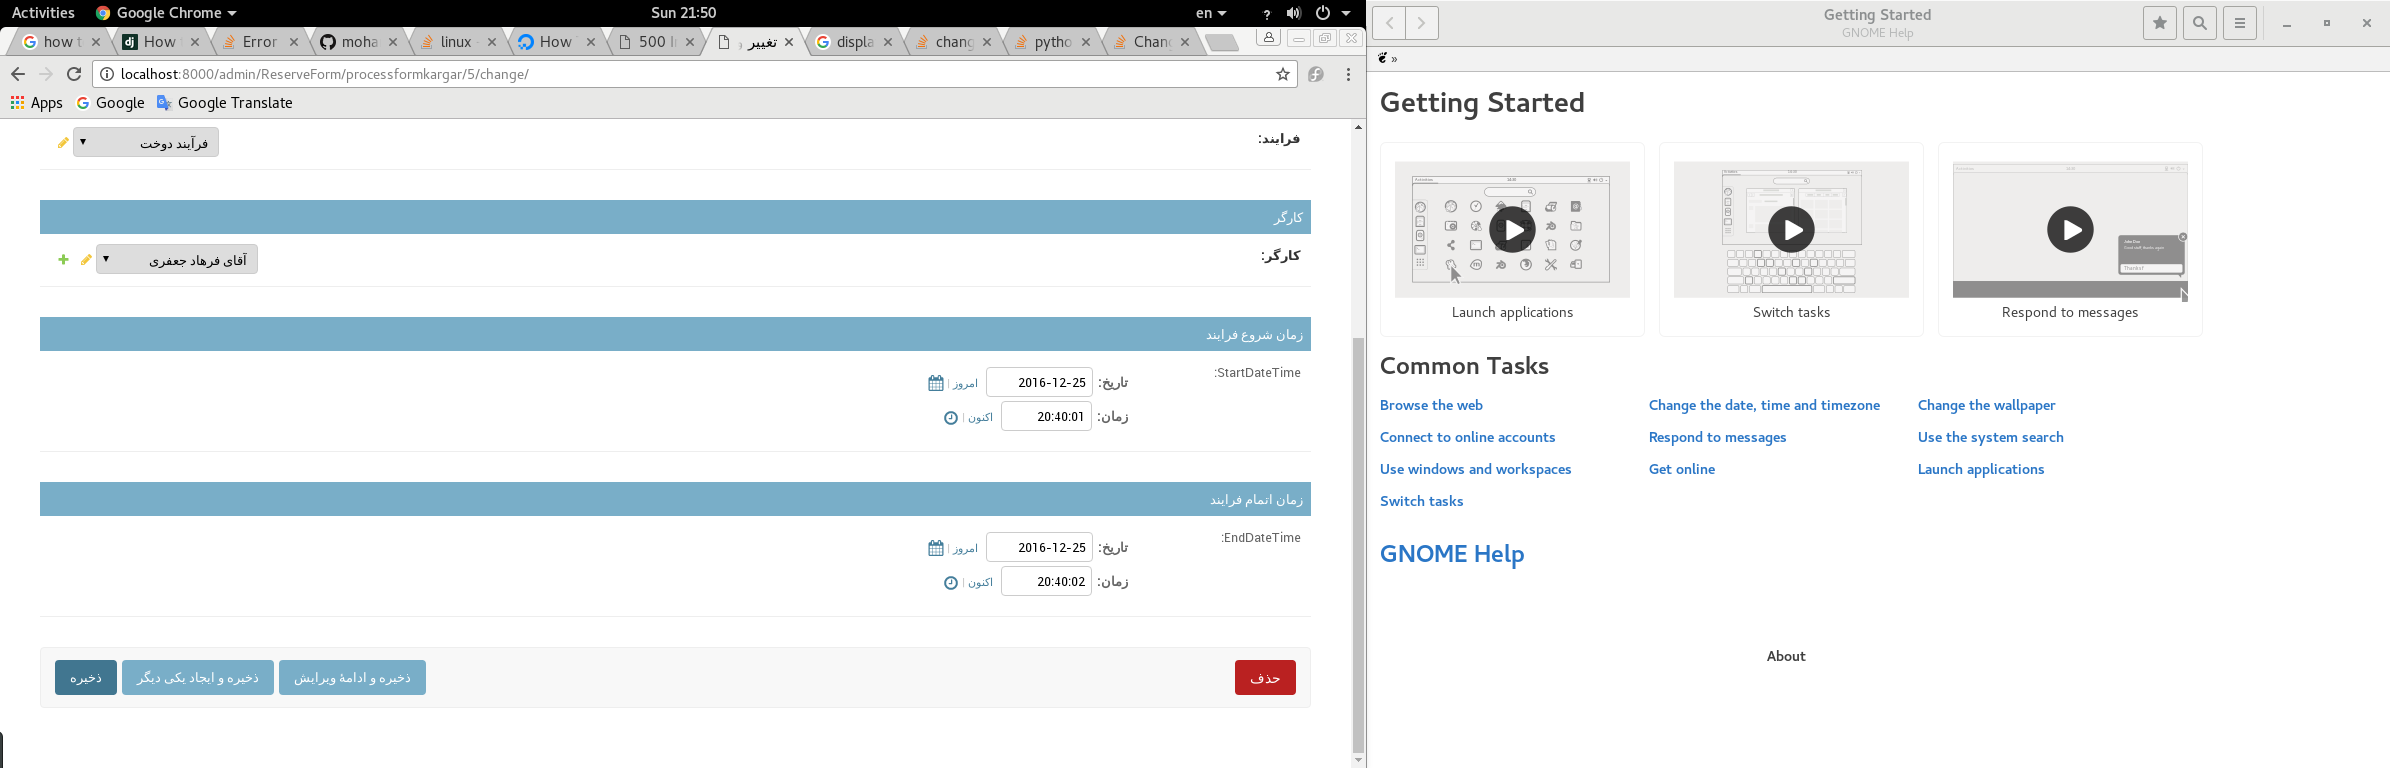 Activities Google Chrome Sun 21:50 en
how t How Error moha linux How 500 I تغییر displa chang pytho Chan
localhost:8000/admin/ReserveForm/processformkargar/5/change/
Apps Google Google Translate
فرایند:
فرآیند دوخت
کارگر
کارگر:
آقای فرهاد جعفری
زمان شروع فرایند
StartDateTime:
تاریخ: 2016-12-25 امروز |
زمان: 20:40:01 اکنون |
زمان اتمام فرایند
EndDateTime:
تاریخ: 2016-12-25 امروز |
زمان: 20:40:02 اکنون |
حذف ذخیره و ادامهٔ ویرایش ذخیره و ایجاد یکی دیگر ذخیره
Getting Started
GNOME Help
»
Getting Started
Launch applications Switch tasks Respond to messages
Common Tasks
Browse the web Change the date, time and timezone Change the wallpaper
Connect to online accounts Respond to messages Use the system search
Use windows and workspaces Get online Launch applications
Switch tasks
GNOME Help
About